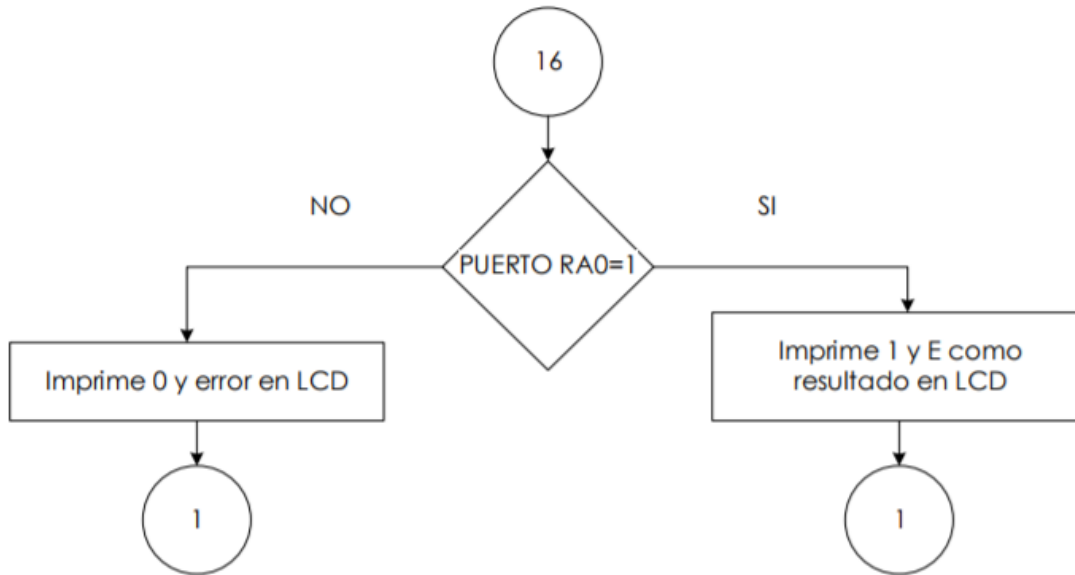 16
NO
SI
PUERTO RA0=1
Imprime 0 y error en LCD
Imprime 1 y E como
resultado en LCD
1
1